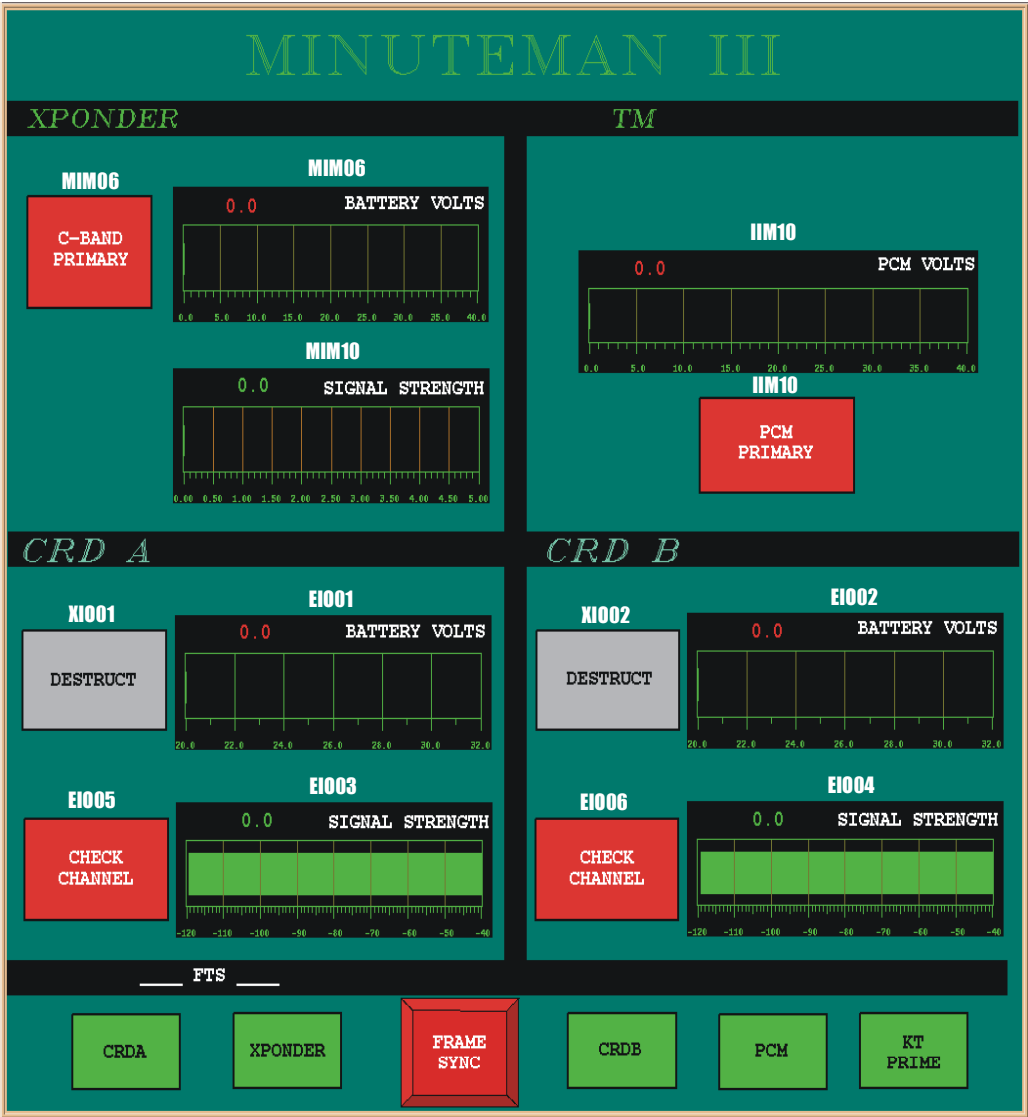 MINUTEMAN III
XPONDER
TM
MIM06
C-BAND
PRIMARY
MIM06
0.0 BATTERY VOLTS
0.0 5.0 10.0 15.0 20.0 25.0 30.0 35.0 40.0
MIM10
0.0 SIGNAL STRENGTH
0.00 0.50 1.00 1.50 2.00 2.50 3.00 3.50 4.00 4.50 5.00
IIM10
0.0 PCM VOLTS
0.0 5.0 10.0 15.0 20.0 25.0 30.0 35.0 40.0
IIM10
PCM
PRIMARY
CRD A
XI001
DESTRUCT
EI001
0.0 BATTERY VOLTS
20.0 22.0 24.0 26.0 28.0 30.0 32.0
EI005
CHECK
CHANNEL
EI003
0.0 SIGNAL STRENGTH
-120 -110 -100 -90 -80 -70 -60 -50 -40
CRD B
XI002
DESTRUCT
EI002
0.0 BATTERY VOLTS
20.0 22.0 24.0 26.0 28.0 30.0 32.0
EI006
CHECK
CHANNEL
EI004
0.0 SIGNAL STRENGTH
-120 -110 -100 -90 -80 -70 -60 -50 -40
____ FTS ____
CRDA
XPONDER
FRAME
SYNC
CRDB
PCM
KT
PRIME